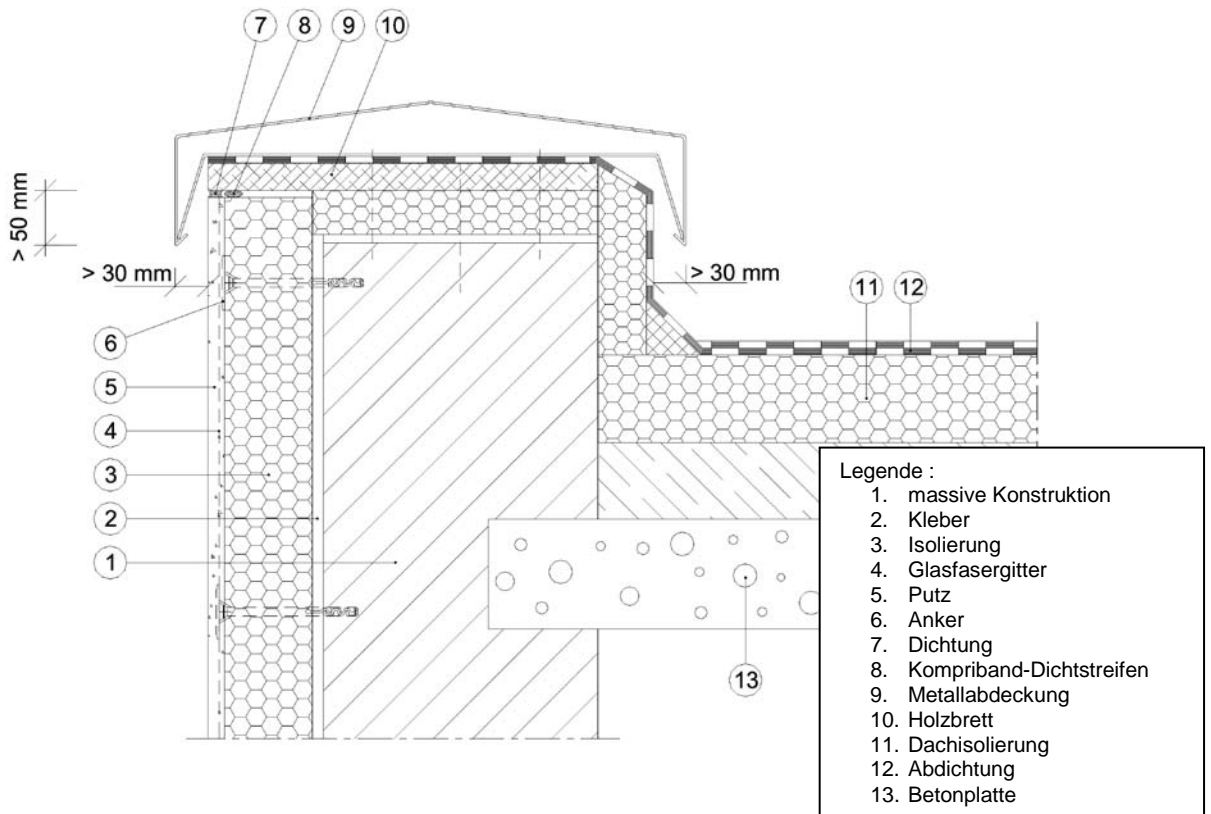 7 8 9 10
> 50 mm
> 30 mm
> 30 mm
11 12
6
5
4
3
2
1
13
Legende :
1. massive Konstruktion
2. Kleber
3. Isolierung
4. Glasfasergitter
5. Putz
6. Anker
7. Dichtung
8. Kompriband-Dichtstreifen
9. Metallabdeckung
10. Holzbrett
11. Dachisolierung
12. Abdichtung
13. Betonplatte